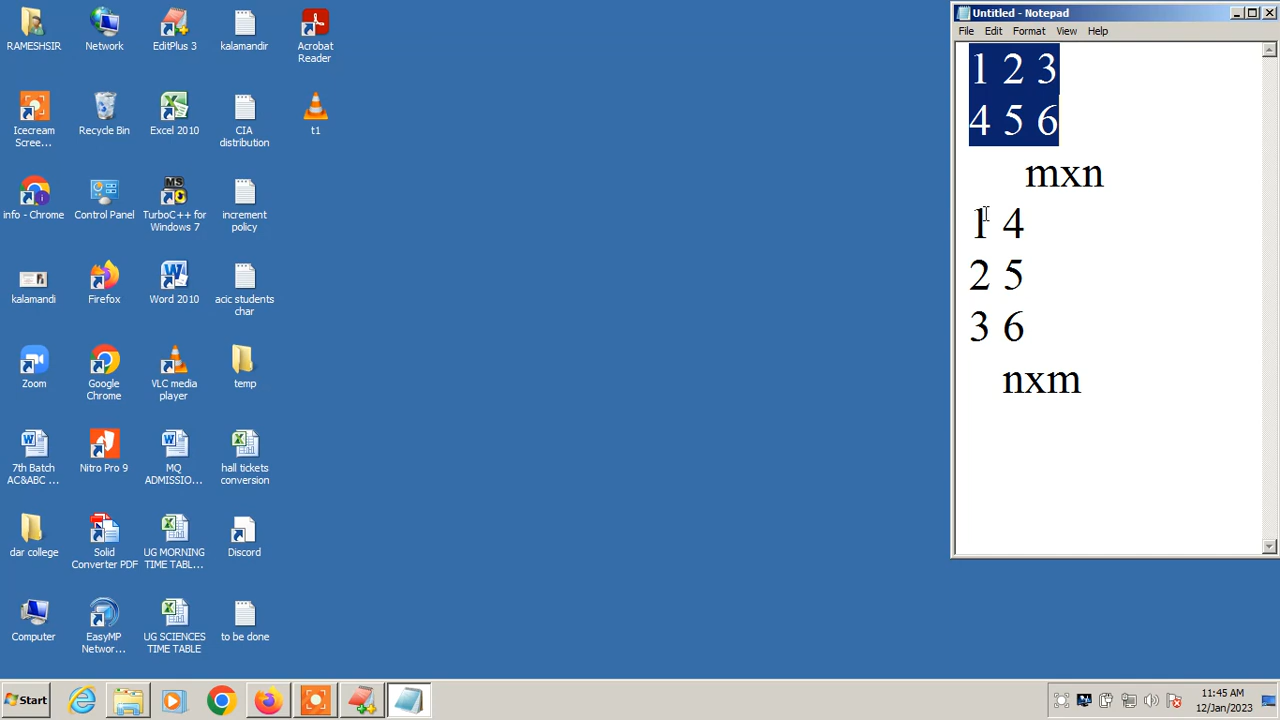 RAMESHSIR
Network
EditPlus 3
kalamandir
Acrobat
Reader
Icecream
Scree...
Recycle Bin
Excel 2010
CIA
distribution
t1
info - Chrome
Control Panel
TurboC++ for
Windows 7
increment
policy
kalamandi
Firefox
Word 2010
acic students
char
Zoom
Google
Chrome
VLC media
player
temp
7th Batch
AC&ABC ...
Nitro Pro 9
MQ
ADMISSIO...
hall tickets
conversion
dar college
Solid
Converter PDF
UG MORNING
TIME TABL...
Discord
Computer
EasyMP
Networ...
UG SCIENCES
TIME TABLE
to be done
Untitled - Notepad
File Edit Format View Help
1 2 3
4 5 6
mxn
1 4
2 5
3 6
nxm
Start
11:45 AM
12/Jan/2023